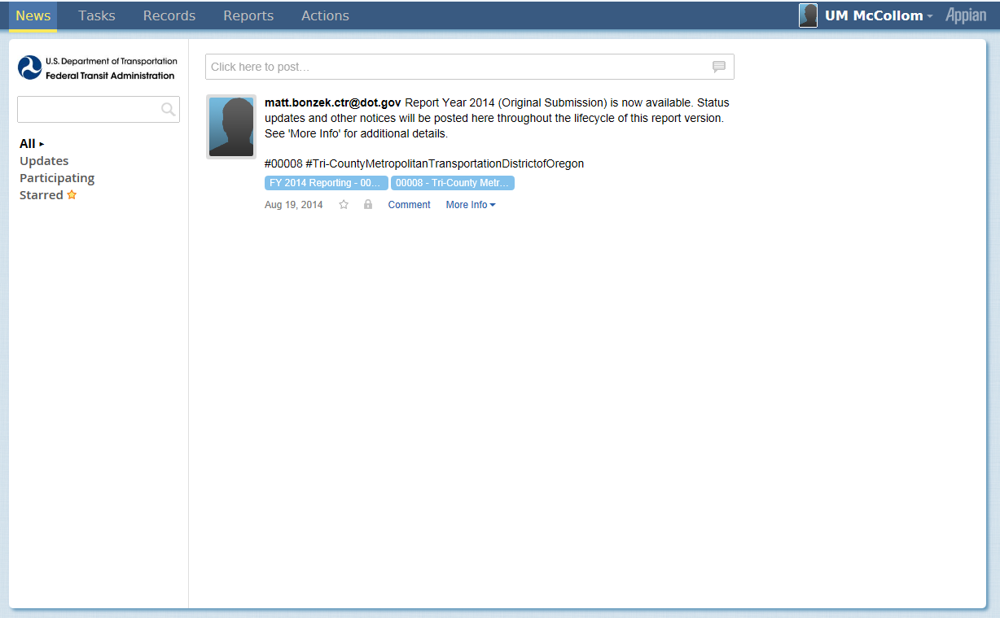 News Tasks Records Reports Actions UM McCollom Appian
U.S. Department of Transportation
Federal Transit Administration
All
Updates
Participating
Starred
Click here to post...
matt.bonzek.ctr@dot.gov Report Year 2014 (Original Submission) is now available. Status
updates and other notices will be posted here throughout the lifecycle of this report version.
See 'More Info' for additional details.
#00008 #Tri-CountyMetropolitanTransportationDistrictofOregon
FY 2014 Reporting - 00... 00008 - Tri-County Metr...
Aug 19, 2014 Comment More Info